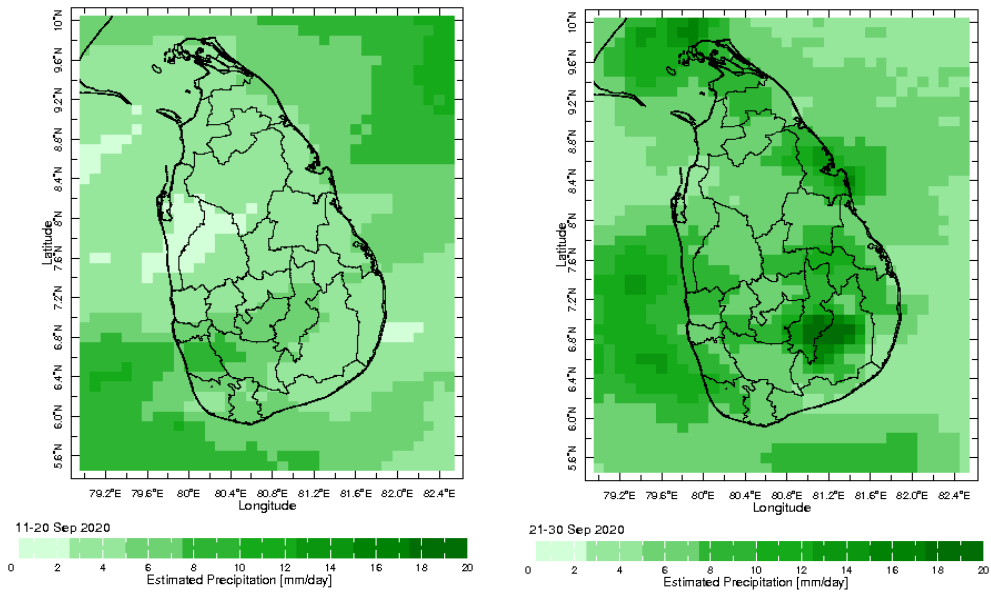 10°N
9.6°N
9.2°N
8.8°N
8.4°N
8°N
7.6°N
7.2°N
6.8°N
6.4°N
6.0°N
5.6°N
Latitude
79.2°E 79.6°E 80°E 80.4°E 80.8°E 81.2°E 81.6°E 82.0°E 82.4°E
Longitude
11-20 Sep 2020
0 2 4 6 8 10 12 14 16 18 20
Estimated Precipitation [mm/day]
10°N
9.6°N
9.2°N
8.8°N
8.4°N
8°N
7.6°N
7.2°N
6.8°N
6.4°N
6.0°N
5.6°N
Latitude
79.2°E 79.6°E 80°E 80.4°E 80.8°E 81.2°E 81.6°E 82.0°E 82.4°E
Longitude
21-30 Sep 2020
0 2 4 6 8 10 12 14 16 18 20
Estimated Precipitation [mm/day]